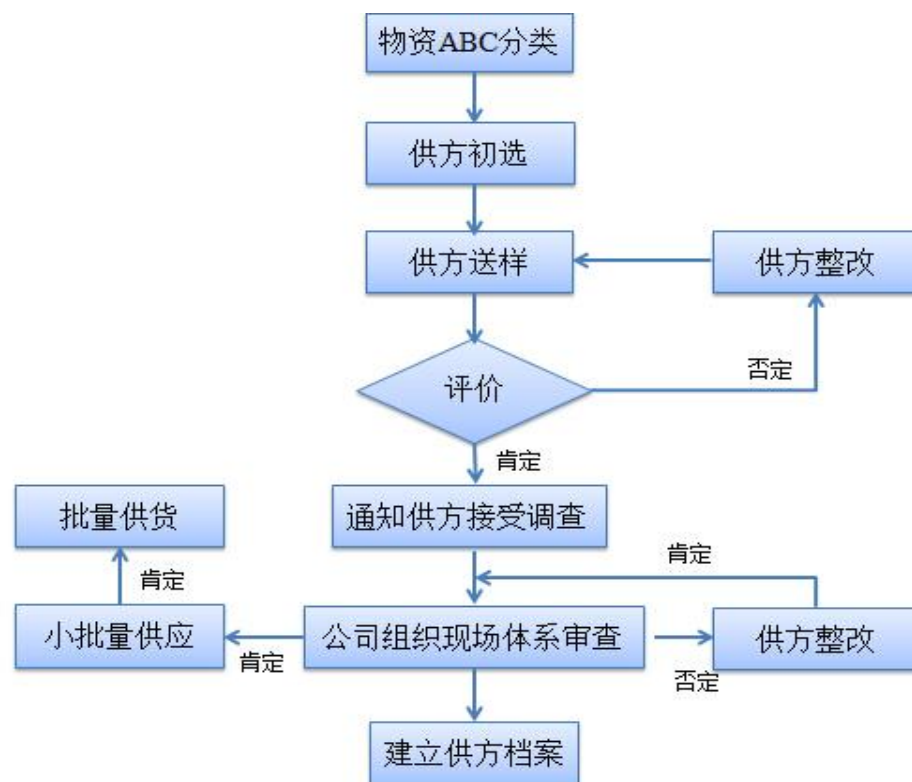 物资ABC分类
供方初选
供方送样
供方整改
评价
否定
肯定
批量供货
通知供方接受调查
肯定
肯定
小批量供应
公司组织现场体系审查
供方整改
肯定
否定
建立供方档案